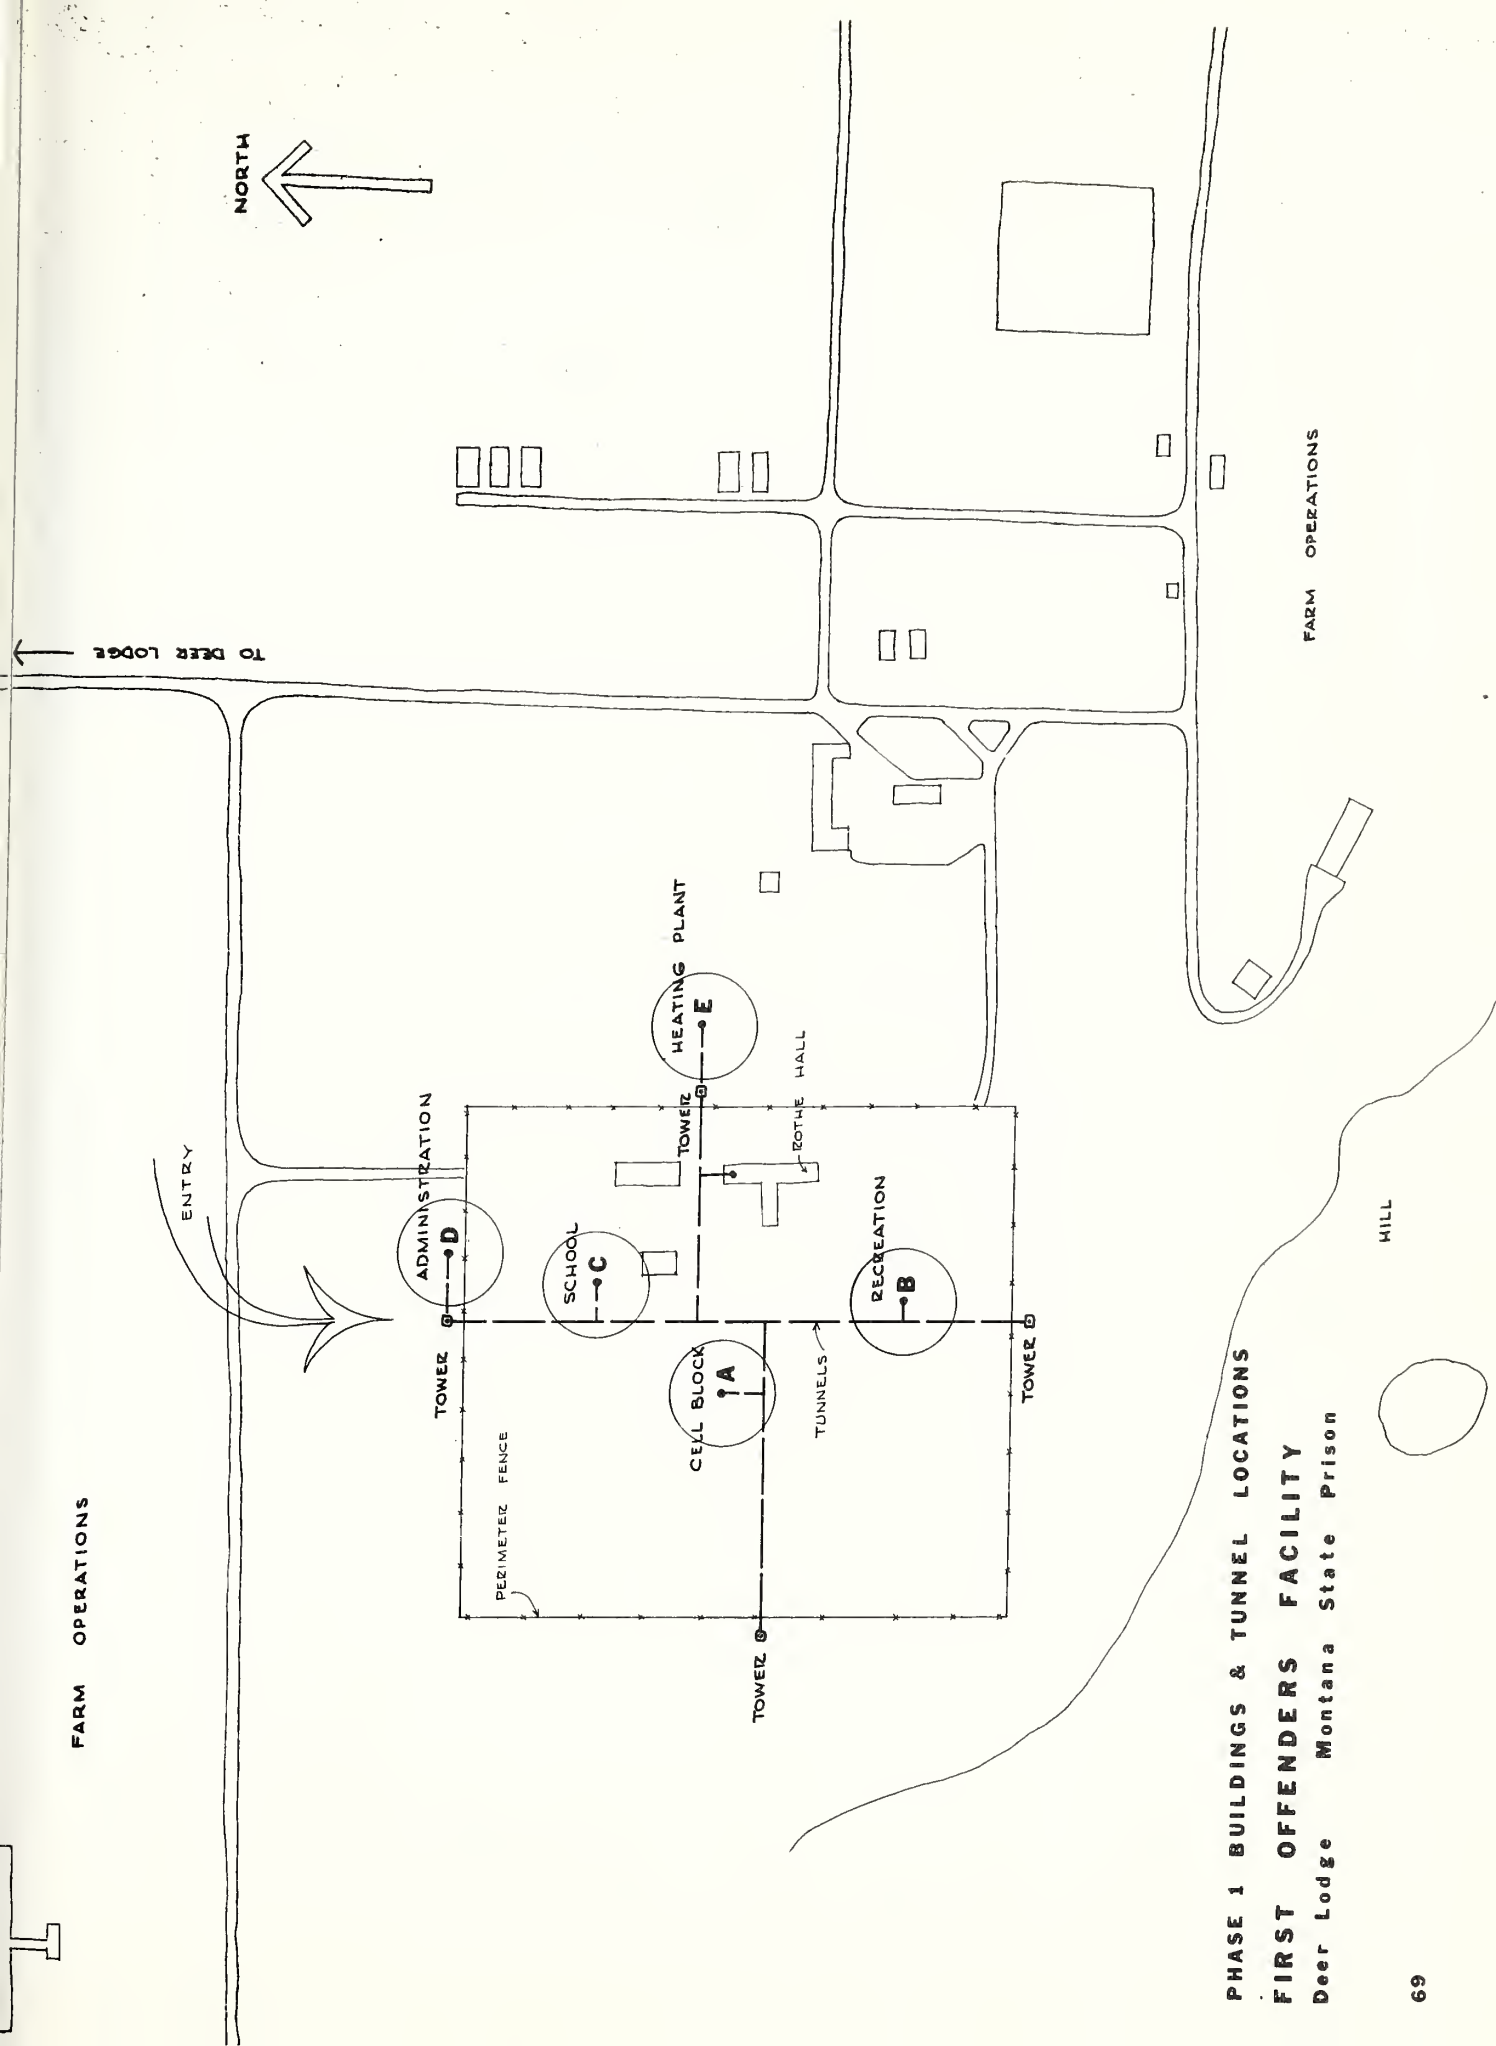 FARM OPERATIONS
TO DEER LODGE
NORTH
ENTRY
TOWER
ADMINISTRATION
D
PERIMETER FENCE
SCHOOL
C
TOWER
HEATING PLANT
E
CELL BLOCK
A
TOWER
TUNNELS
ROTHE HALL
RECREATION
B
TOWER
FARM OPERATIONS
HILL
PHASE 1 BUILDINGS & TUNNEL LOCATIONS
FIRST OFFENDERS FACILITY
Deer Lodge Montana State Prison
69